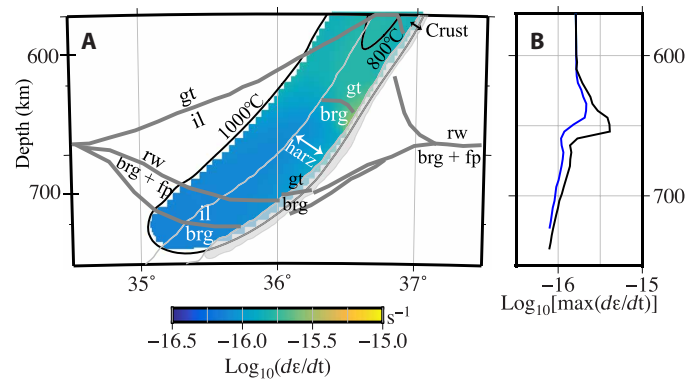 A
B
Crust
800℃
600
600
gt
il
gt
1000℃
brg
Depth (km)
rw
harz
rw
brg + fp
brg + fp
gt
700
brg
700
il
brg
35°
36°
37°
−16
−15
Log₁₀[max(dε/dt)]
s⁻¹
−16.5
−16.0
−15.5
−15.0
Log₁₀(dε/dt)